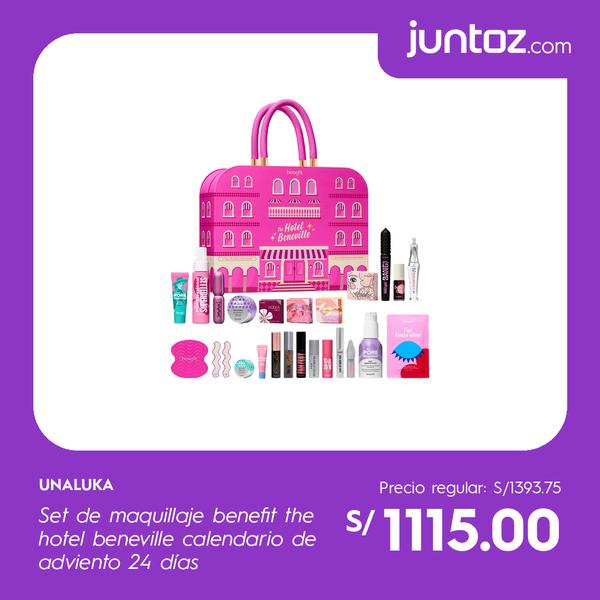 juntoz.com
benefit
The Hotel
Beneville
UNALUKA
Set de maquillaje benefit the
hotel beneville calendario de
adviento 24 días
Precio regular: S/1393.75
S/ 1115.00